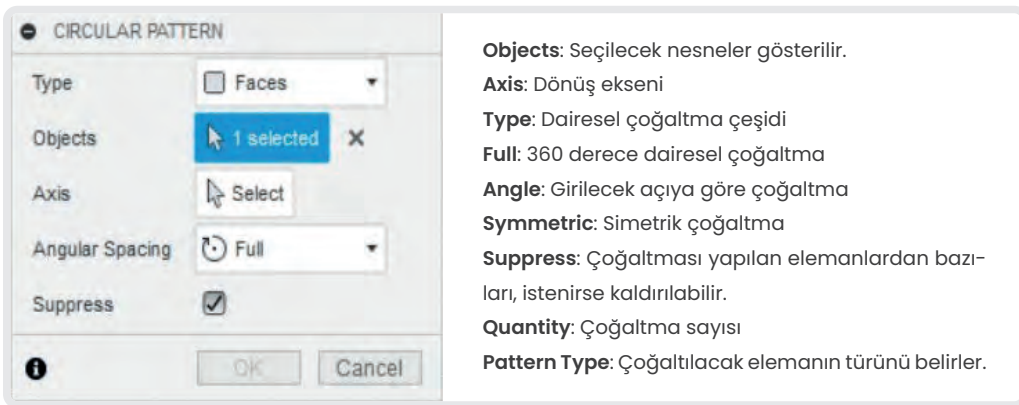 CIRCULAR PATTERN
Type Faces
Objects 1 selected
Axis Select
Angular Spacing Full
Suppress
OK Cancel
Objects: Seçilecek nesneler gösterilir.
Axis: Dönüş ekseni
Type: Dairesel çoğaltma çeşidi
Full: 360 derece dairesel çoğaltma
Angle: Girilecek açıya göre çoğaltma
Symmetric: Simetrik çoğaltma
Suppress: Çoğaltması yapılan elemanlardan bazı-
ları, istenirse kaldırılabilir.
Quantity: Çoğaltma sayısı
Pattern Type: Çoğaltılacak elemanın türünü belirler.